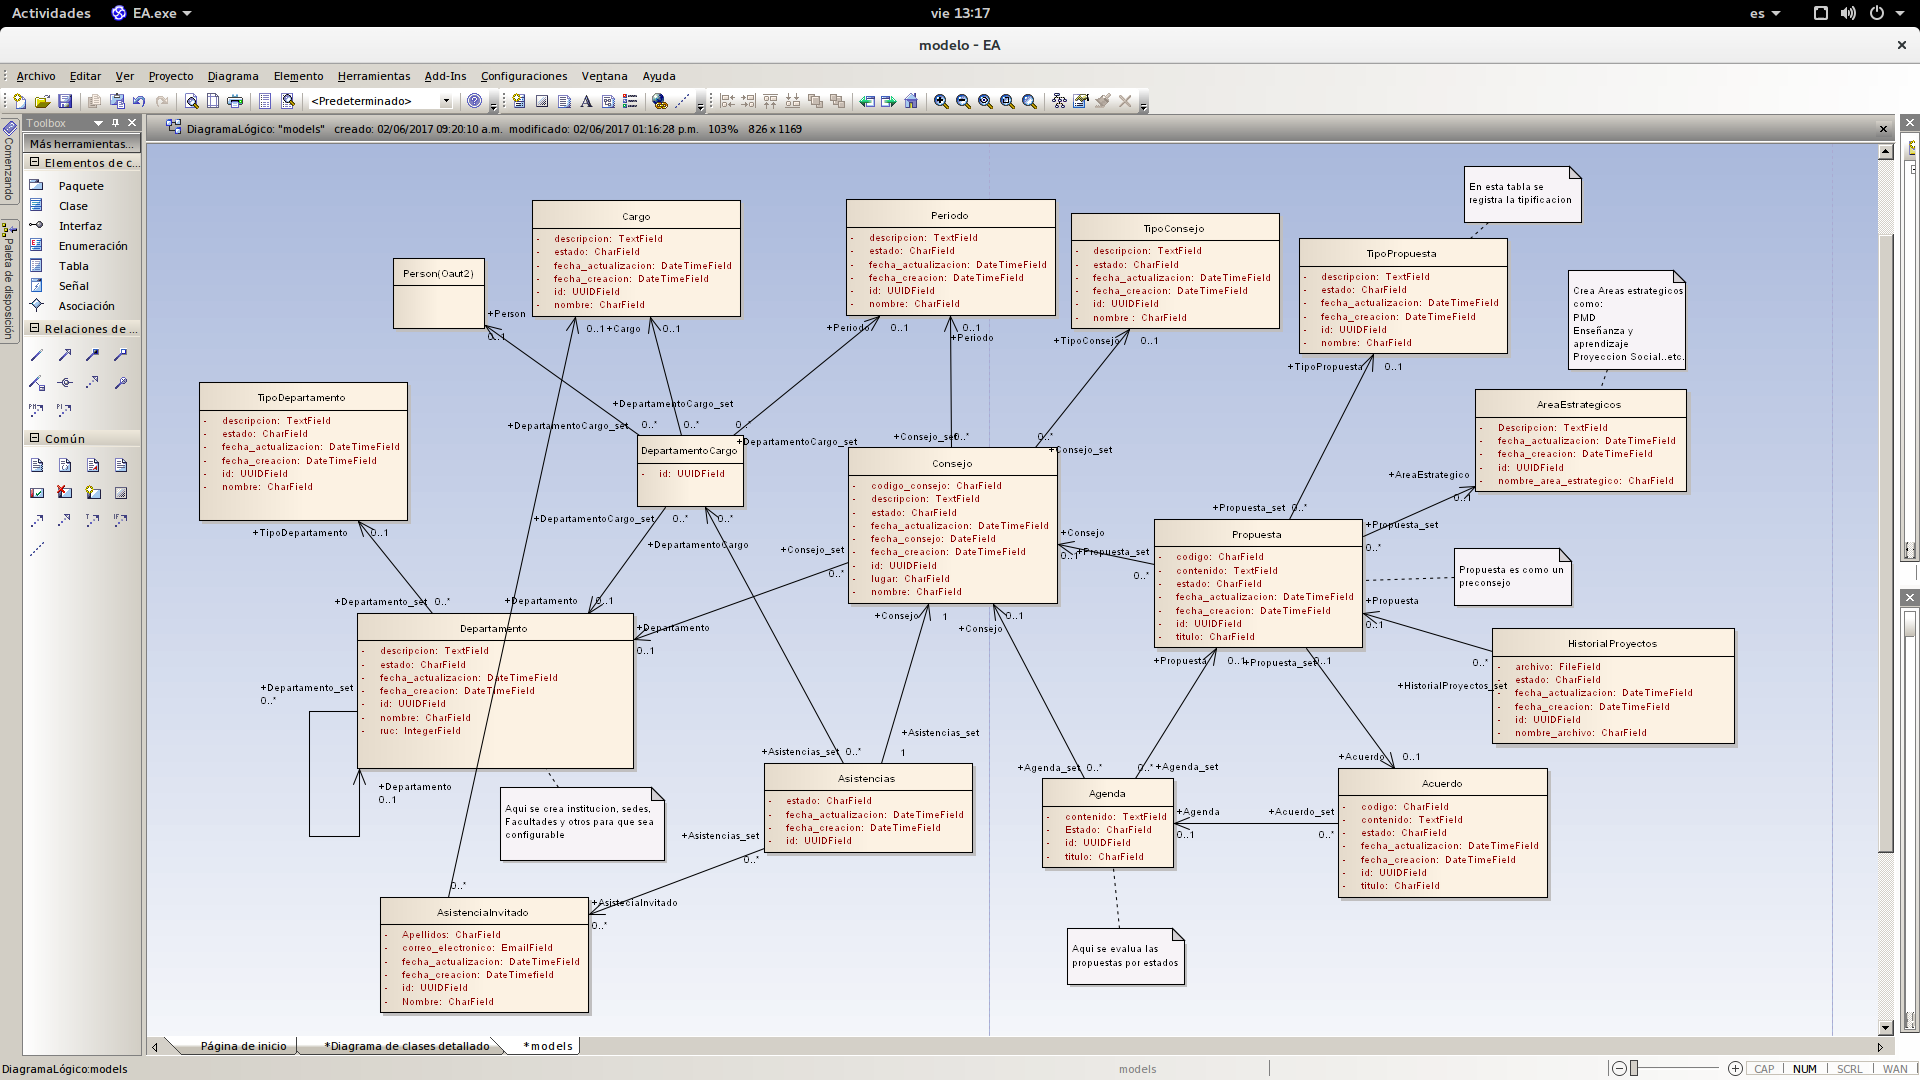 Actividades
EA.exe
vie 13:17
es
modelo - EA
Archivo Editar Ver Proyecto Diagrama Elemento Herramientas Add-Ins Configuraciones Ventana Ayuda
<Predeterminado>
Toolbox
DiagramaLógico: "models" creado: 02/06/2017 09:20:10 a.m. modificado: 02/06/2017 01:16:28 p.m. 103% 826 x 1169
Comenzando
Paleta de disposición
Más herramientas...
Elementos de c...
Paquete
Clase
Interfaz
Enumeración
Tabla
Señal
Asociación
Relaciones de ...
Común
En esta tabla se
registra la tipificacion
Cargo
- descripcion: TextField
- estado: CharField
- fecha_actualizacion: DateTimeField
- fecha_creacion: DateTimeField
- id: UUIDField
- nombre: CharField
Periodo
- descripcion: TextField
- estado: CharField
- fecha_actualizacion: DateTimeField
- fecha_creacion: DateTimeField
- id: UUIDField
- nombre: CharField
TipoConsejo
- descripcion: TextField
- estado: CharField
- fecha_actualizacion: DateTimeField
- fecha_creacion: DateTimeField
- id: UUIDField
- nombre : CharField
TipoPropuesta
- descripcion: TextField
- estado: CharField
- fecha_actualizacion: DateTimeField
- fecha_creacion: DateTimeField
- id: UUIDField
- nombre: CharField
Person(Oaut2)
Crea Areas estrategicos
como:
PMD
Enseñanza y
aprendizaje
Proyeccion Social..etc.
+Person
0..1
0..1 +Cargo
0..1
+Periodo
0..1
0..1
+Periodo
+TipoConsejo
0..1
+TipoPropuesta
0..1
TipoDepartamento
- descripcion: TextField
- estado: CharField
- fecha_actualizacion: DateTimeField
- fecha_creacion: DateTimeField
- id: UUIDField
- nombre: CharField
AreaEstrategicos
- Descripcion: TextField
- fecha_actualizacion: DateTimeField
- fecha_creacion: DateTimeField
- id: UUIDField
- nombre_area_estrategico: CharField
+DepartamentoCargo_set
+DepartamentoCargo_set
0..*
0..*
0..*
+DepartamentoCargo_set
DepartamentoCargo
- id: UUIDField
+DepartamentoCargo_set
0..*
0..*
+DepartamentoCargo
+Consejo_set
0..*
0..*
+Consejo_set
Consejo
- codigo_consejo: CharField
- descripcion: TextField
- estado: CharField
- fecha_actualizacion: DateTimeField
- fecha_consejo: DateField
- fecha_creacion: DateTimeField
- id: UUIDField
- lugar: CharField
- nombre: CharField
+AreaEstrategico
0..1
+Propuesta_set
0..*
+Propuesta_set
0..*
+Consejo
0..1
+Propuesta_set
0..*
Propuesta
- codigo: CharField
- contenido: TextField
- estado: CharField
- fecha_actualizacion: DateTimeField
- fecha_creacion: DateTimeField
- id: UUIDField
- titulo: CharField
Propuesta es como un
preconsejo
+TipoDepartamento
0..1
+Consejo_set
0..*
+Departamento_set
0..*
+Departamento
0..1
+Departamento
0..1
+Consejo
1
0..1
+Consejo
+Propuesta
0..1
0..*
+HistorialProyectos_set
HistorialProyectos
- archivo: FileField
- estado: CharField
- fecha_actualizacion: DateTimeField
- fecha_creacion: DateTimeField
- id: UUIDField
- nombre_archivo: CharField
Departamento
- descripcion: TextField
- estado: CharField
- fecha_actualizacion: DateTimeField
- fecha_creacion: DateTimeField
- id: UUIDField
- nombre: CharField
- ruc: IntegerField
+Departamento_set
0..*
+Departamento
0..1
+Propuesta
0..1
+Propuesta_set
0..1
+Asistencias_set
1
+Asistencias_set
0..*
+Agenda_set
0..*
0..*
+Agenda_set
+Acuerdo
0..1
Aqui se crea institucion, sedes,
Facultades y otros para que sea
configurable
Asistencias
- estado: CharField
- fecha_actualizacion: DateTimeField
- fecha_creacion: DateTimeField
- id: UUIDField
Agenda
- contenido: TextField
- Estado: CharField
- id: UUIDField
- titulo: CharField
+Agenda
0..1
+Acuerdo_set
0..*
Acuerdo
- codigo: CharField
- contenido: TextField
- estado: CharField
- fecha_actualizacion: DateTimeField
- fecha_creacion: DateTimeField
- id: UUIDField
- titulo: CharField
+Asistencias_set
0..*
+AsisteciaInvitado
0..*
0..*
AsistenciaInvitado
- Apellidos: CharField
- correo_electronico: EmailField
- fecha_actualizacion: DateTimeField
- fecha_creacion: DateTimefield
- id: UUIDField
- Nombre: CharField
Aqui se evalua las
propuestas por estados
Página de inicio
*Diagrama de clases detallado
*models
DiagramaLógico:models
models
CAP NUM SCRL WAN